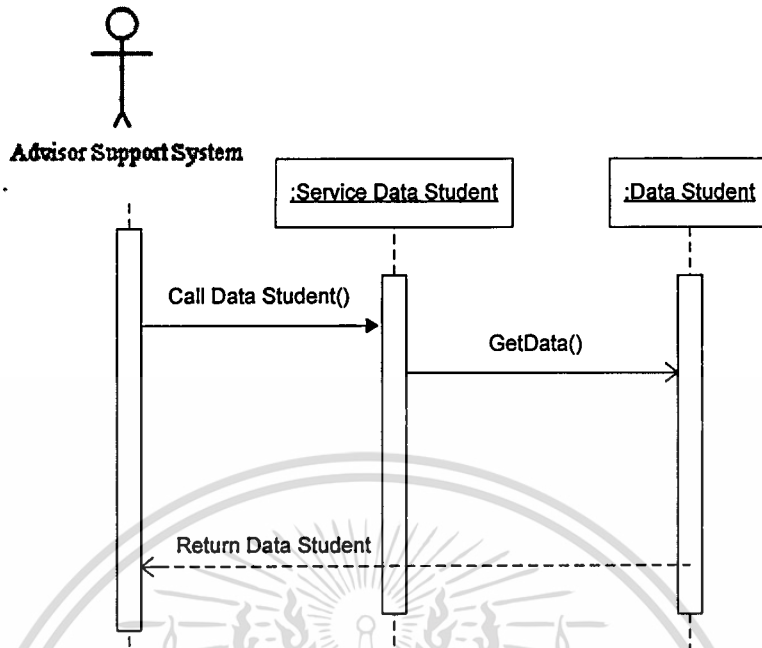 Advisor Support System
:Service Data Student
:Data Student
Call Data Student()
GetData()
Return Data Student